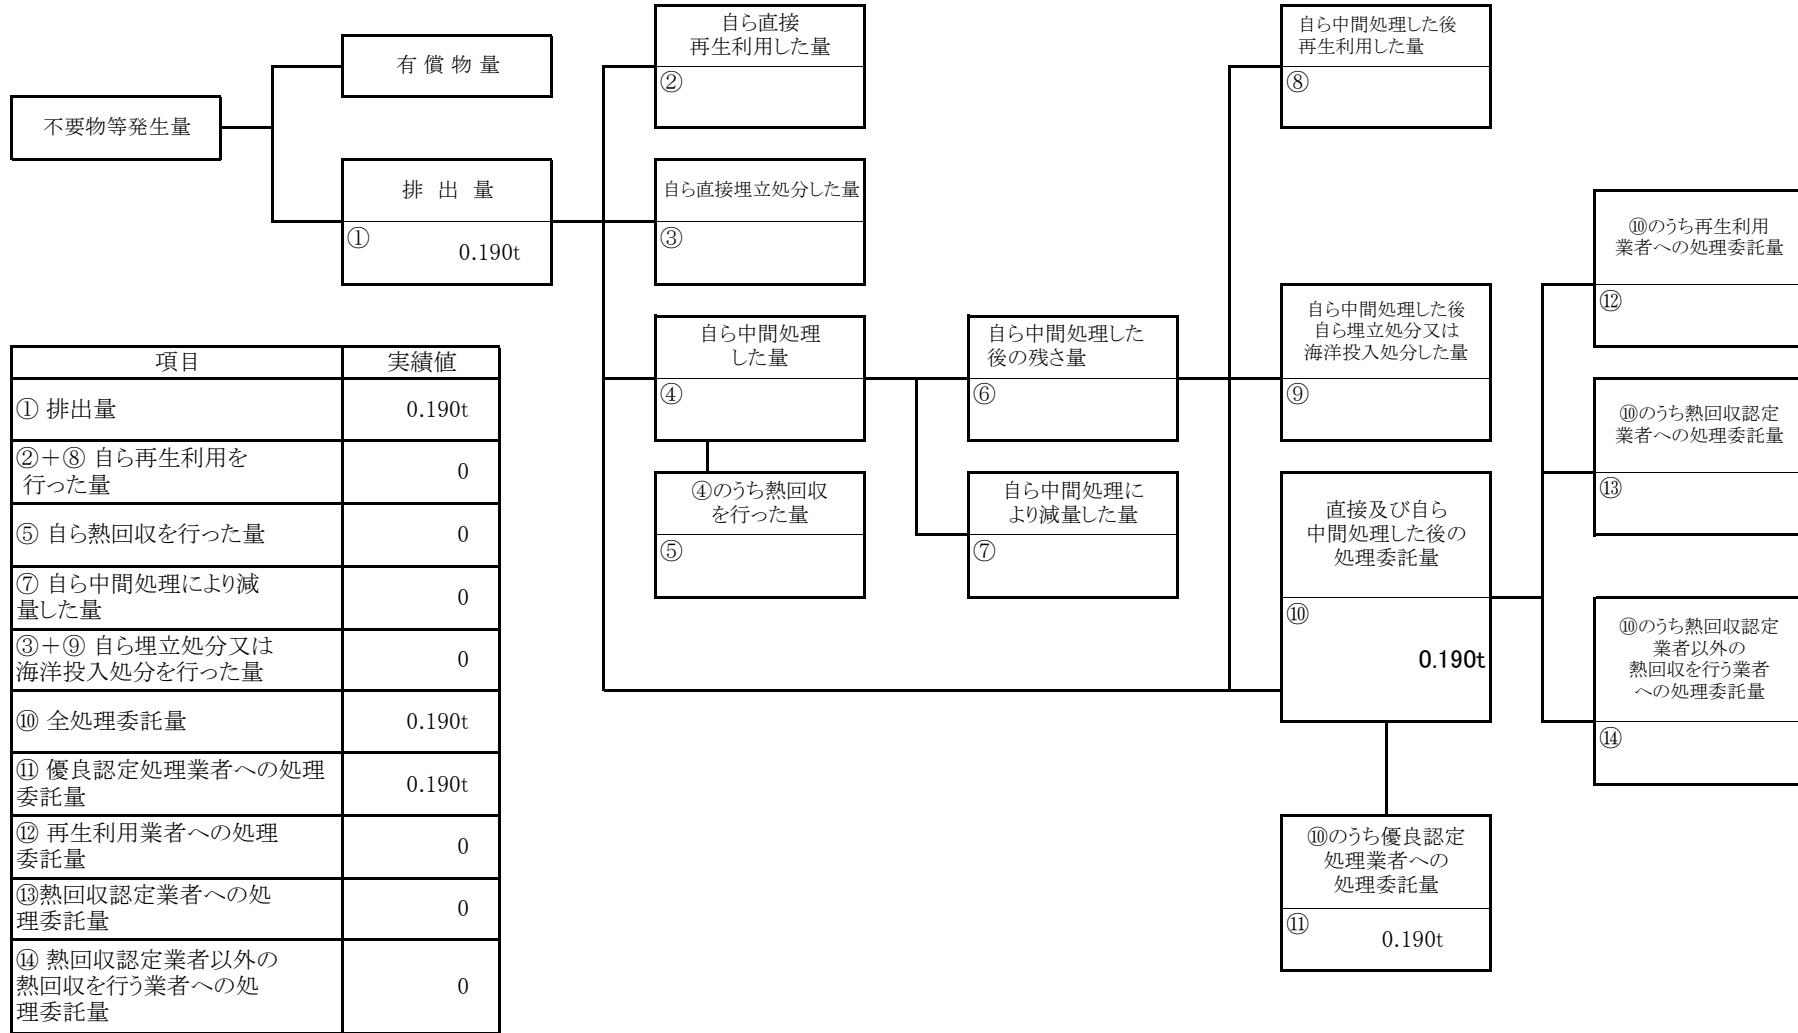 不要物等発生量
有 償 物 量
排 出 量
①
0.190t
自ら直接
再生利用した量
②
自ら直接埋立処分した量
③
自ら中間処理
した量
④
④のうち熱回収
を行った量
⑤
自ら中間処理した
後の残さ量
⑥
自ら中間処理に
より減量した量
⑦
自ら中間処理した後
再生利用した量
⑧
自ら中間処理した後
自ら埋立処分又は
海洋投入処分した量
⑨
直接及び自ら
中間処理した後の
処理委託量
⑩
0.190t
⑩のうち優良認定
処理業者への
処理委託量
⑪
0.190t
⑩のうち再生利用
業者への処理委託量
⑫
⑩のうち熱回収認定
業者への処理委託量
⑬
⑩のうち熱回収認定
業者以外の
熱回収を行う業者
への処理委託量
⑭
項目 実績値
① 排出量 0.190t
②+⑧ 自ら再生利用を
行った量 0
⑤ 自ら熱回収を行った量 0
⑦ 自ら中間処理により減
量した量 0
③+⑨ 自ら埋立処分又は
海洋投入処分を行った量 0
⑩ 全処理委託量 0.190t
⑪ 優良認定処理業者への処理
委託量 0.190t
⑫ 再生利用業者への処理
委託量 0
⑬熱回収認定業者への処
理委託量 0
⑭ 熱回収認定業者以外の
熱回収を行う業者への処
理委託量 0